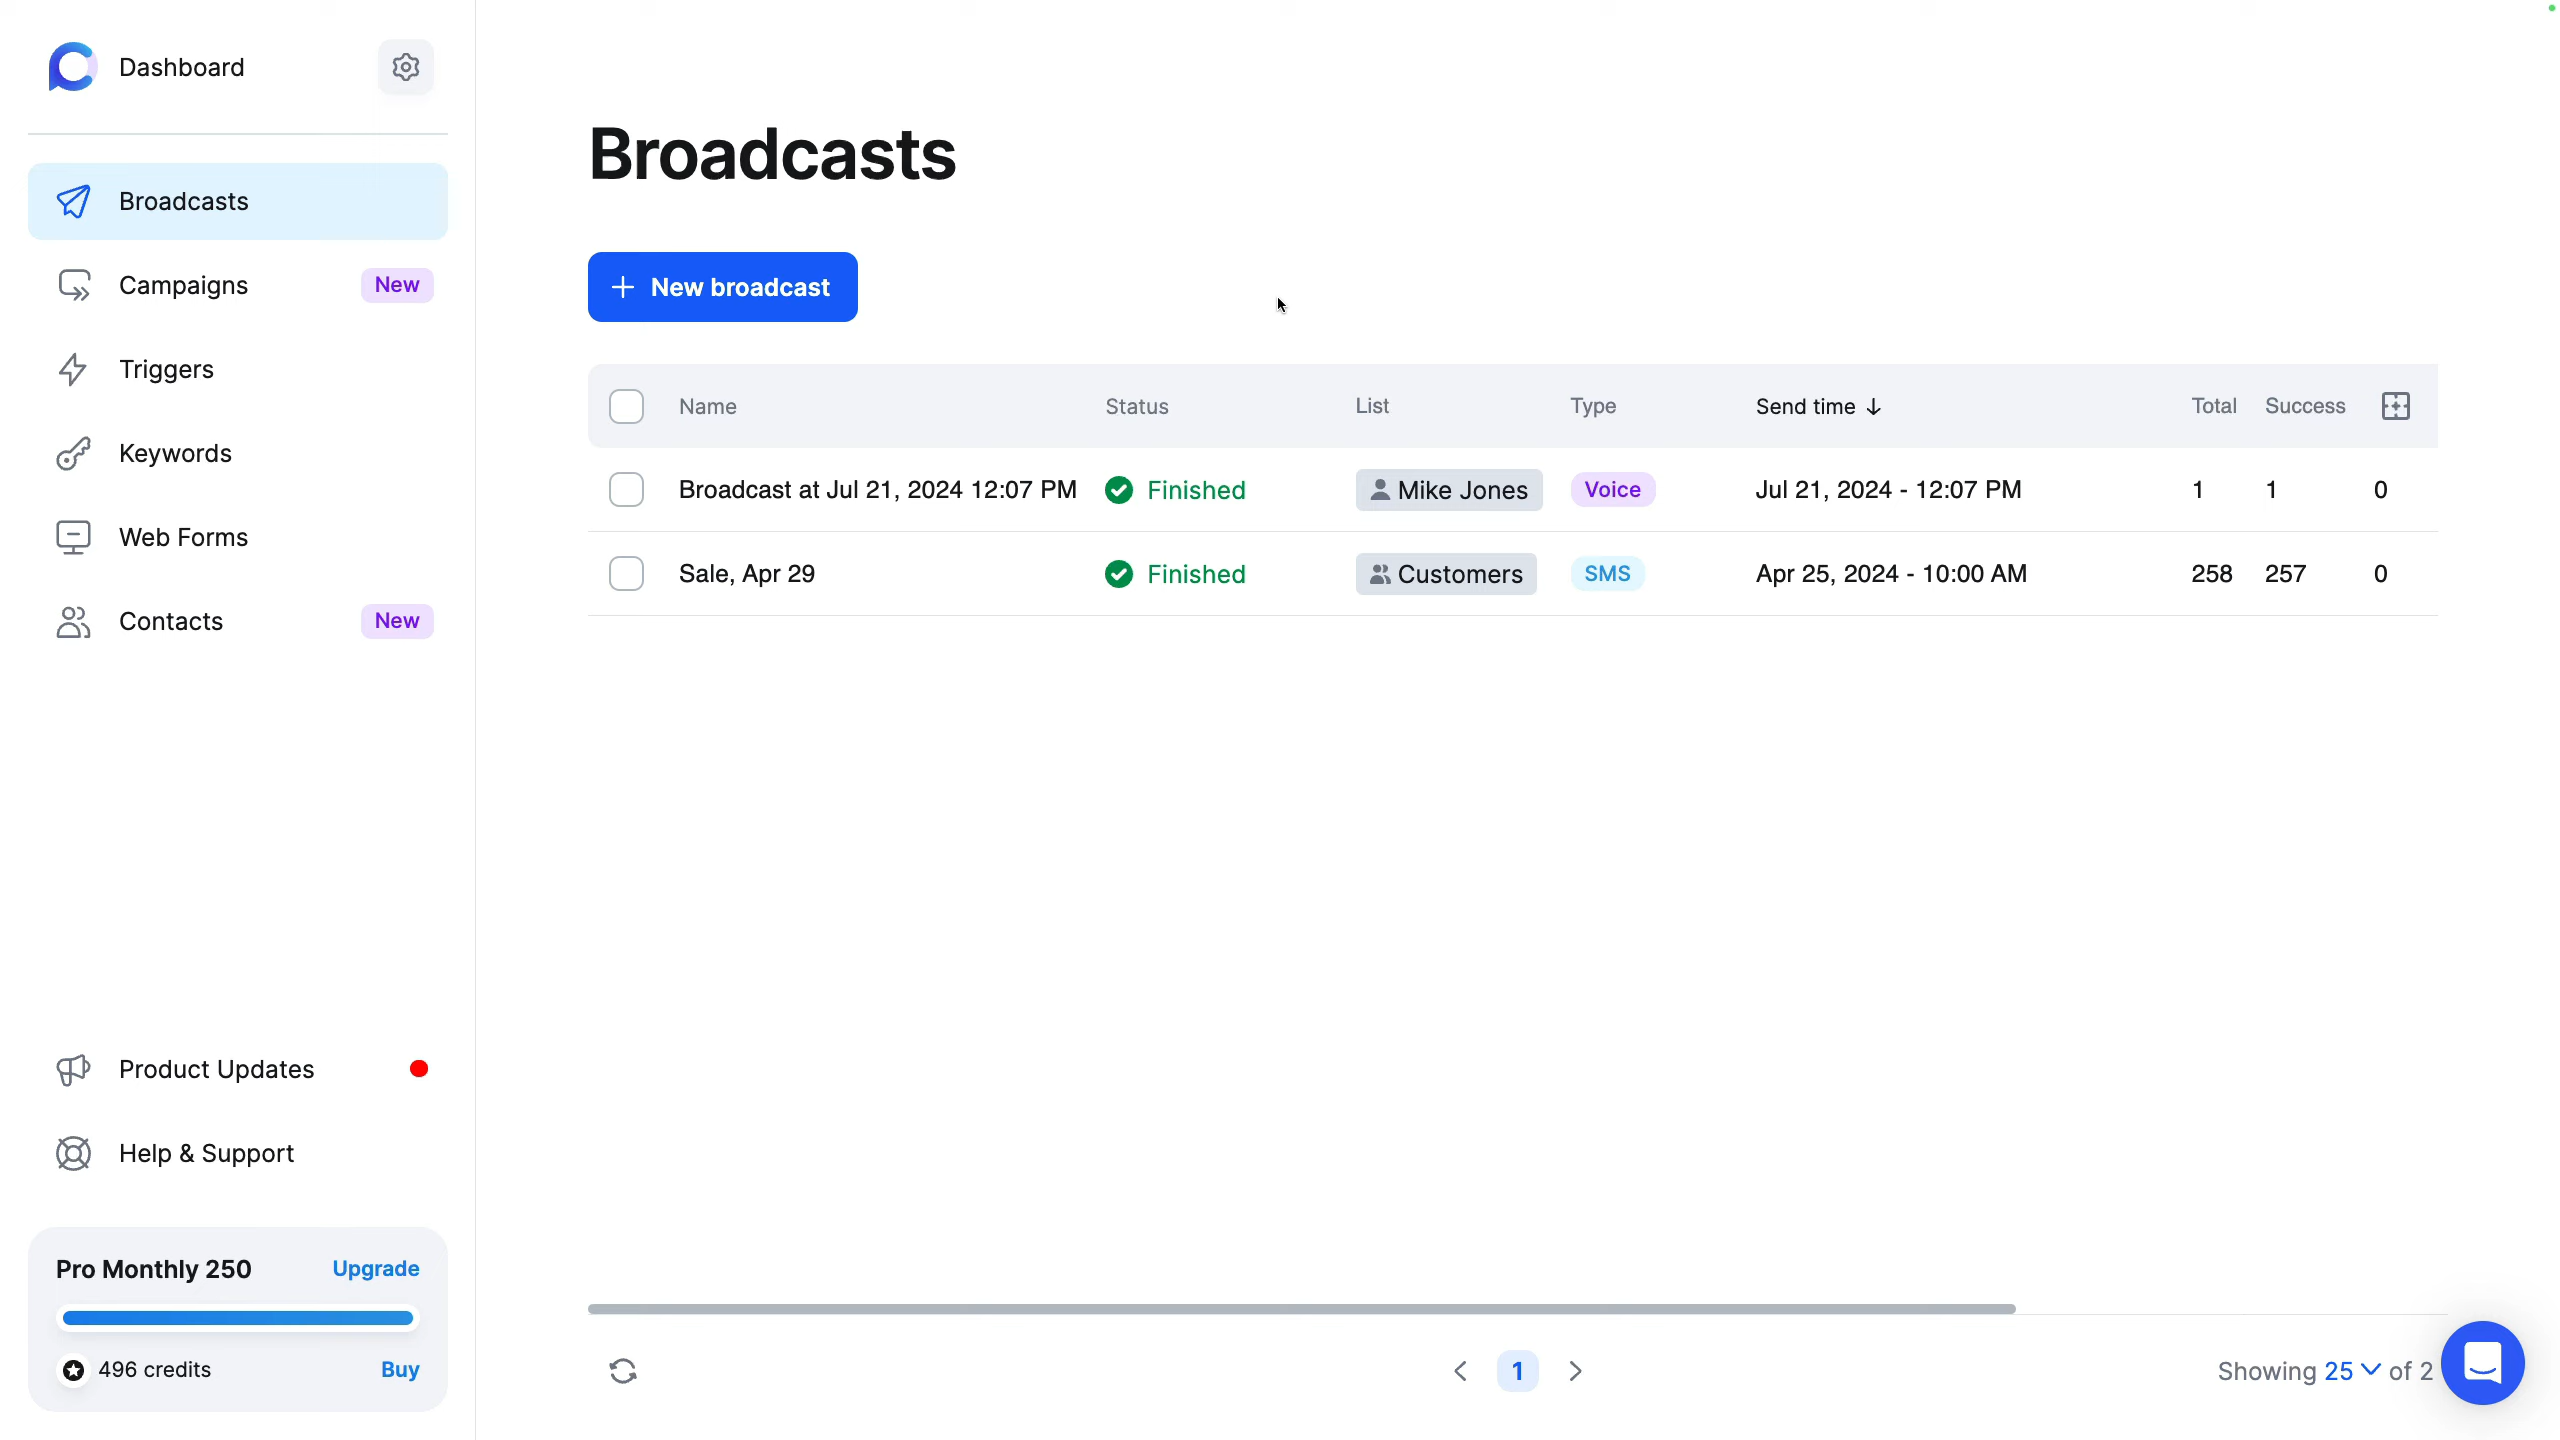 Dashboard
Broadcasts
Campaigns New
Triggers
Keywords
Web Forms
Contacts New
Product Updates
Help & Support
Pro Monthly 250 Upgrade
496 credits Buy
Broadcasts
New broadcast
Name Status List Type Send time ↓ Total Success
Broadcast at Jul 21, 2024 12:07 PM Finished Mike Jones Voice Jul 21, 2024 - 12:07 PM 1 1 0
Sale, Apr 29 Finished Customers SMS Apr 25, 2024 - 10:00 AM 258 257 0
1
Showing 25 of 2